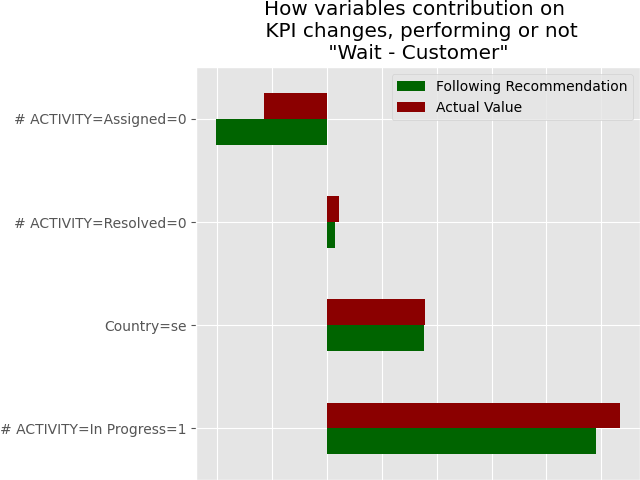 How variables contribution on
KPI changes, performing or not
"Wait - Customer"
Following Recommendation
Actual Value
# ACTIVITY=Assigned=0
# ACTIVITY=Resolved=0
Country=se
# ACTIVITY=In Progress=1